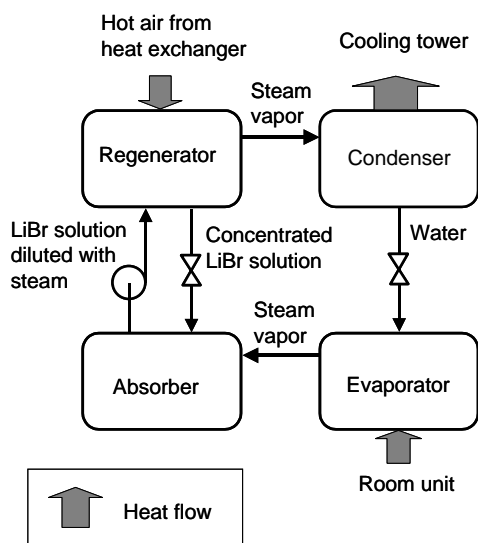 Hot air from
heat exchanger
Cooling tower
Steam
vapor
Regenerator
Condenser
LiBr solution
diluted with
steam
Concentrated
LiBr solution
Water
Steam
vapor
Absorber
Evaporator
Room unit
Heat flow